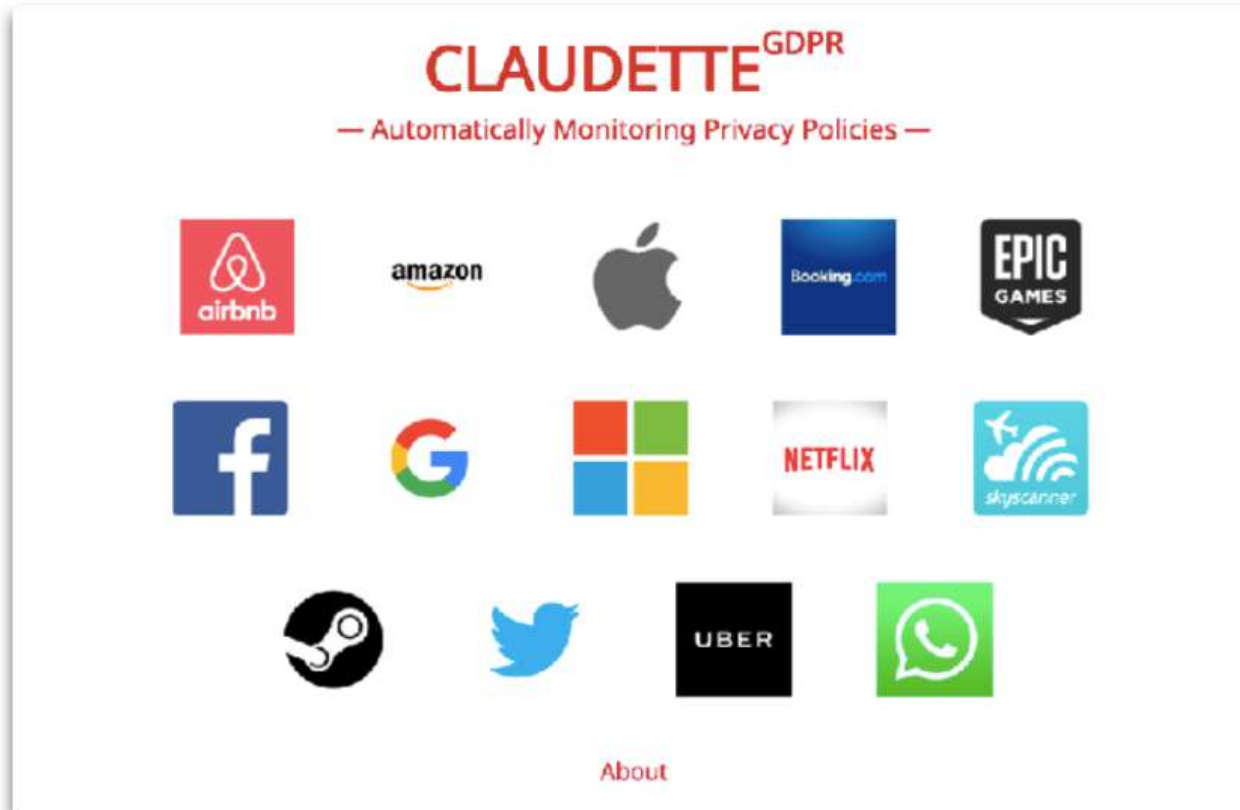 CLAUDETTE GDPR
— Automatically Monitoring Privacy Policies —
airbnb
amazon
Booking.com
EPIC
GAMES
NETFLIX
skyscanner
UBER
About